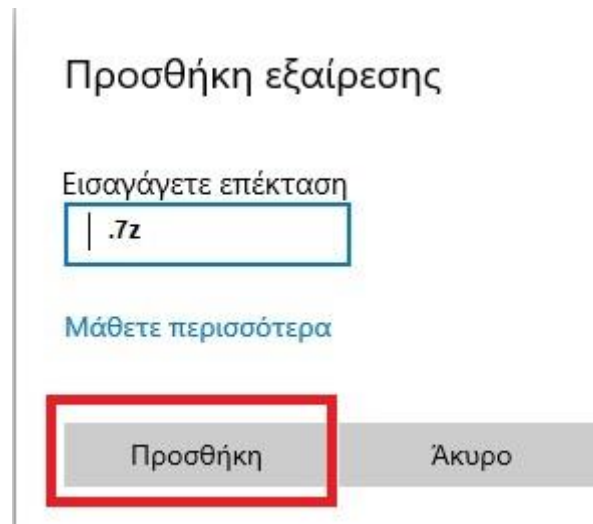 Προσθήκη εξαίρεσης
Εισαγάγετε επέκταση
.7z
Μάθετε περισσότερα
Προσθήκη Άκυρο